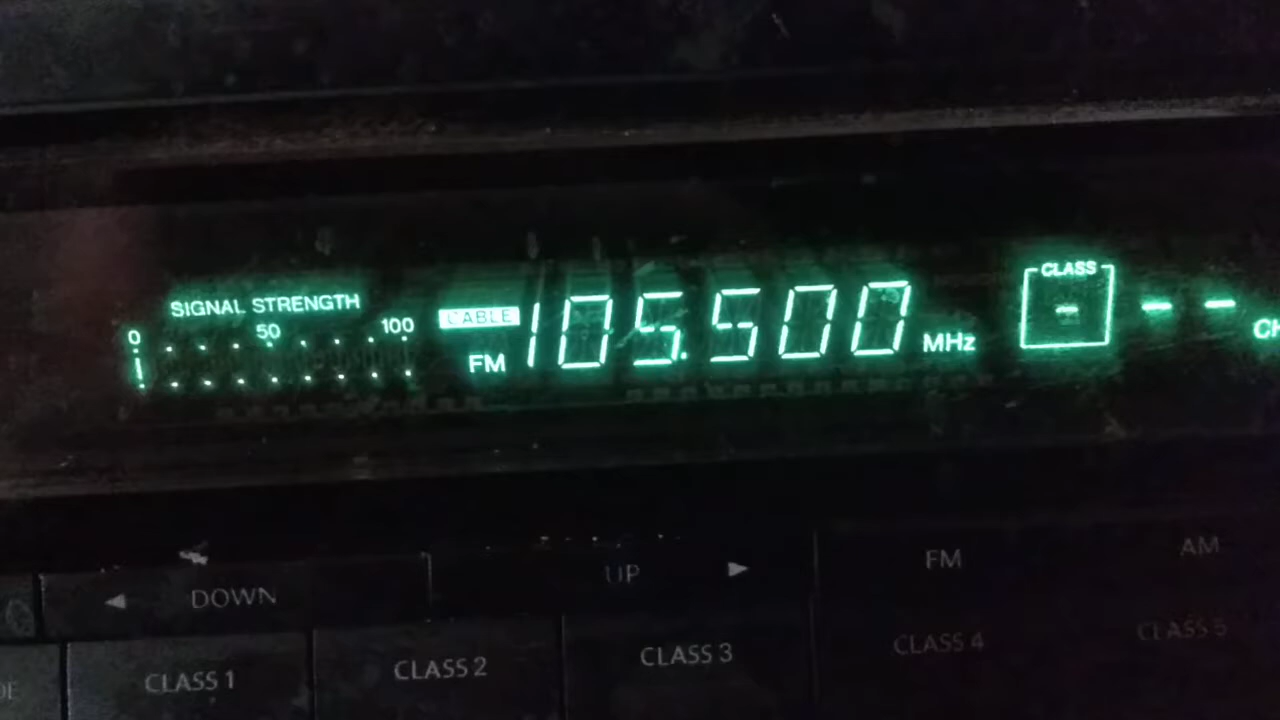 SIGNAL STRENGTH
0 50 100
CABLE
FM 105.500 MHz
CLASS
- - -
DOWN UP FM AM
CLASS 1 CLASS 2 CLASS 3 CLASS 4 CLASS 5